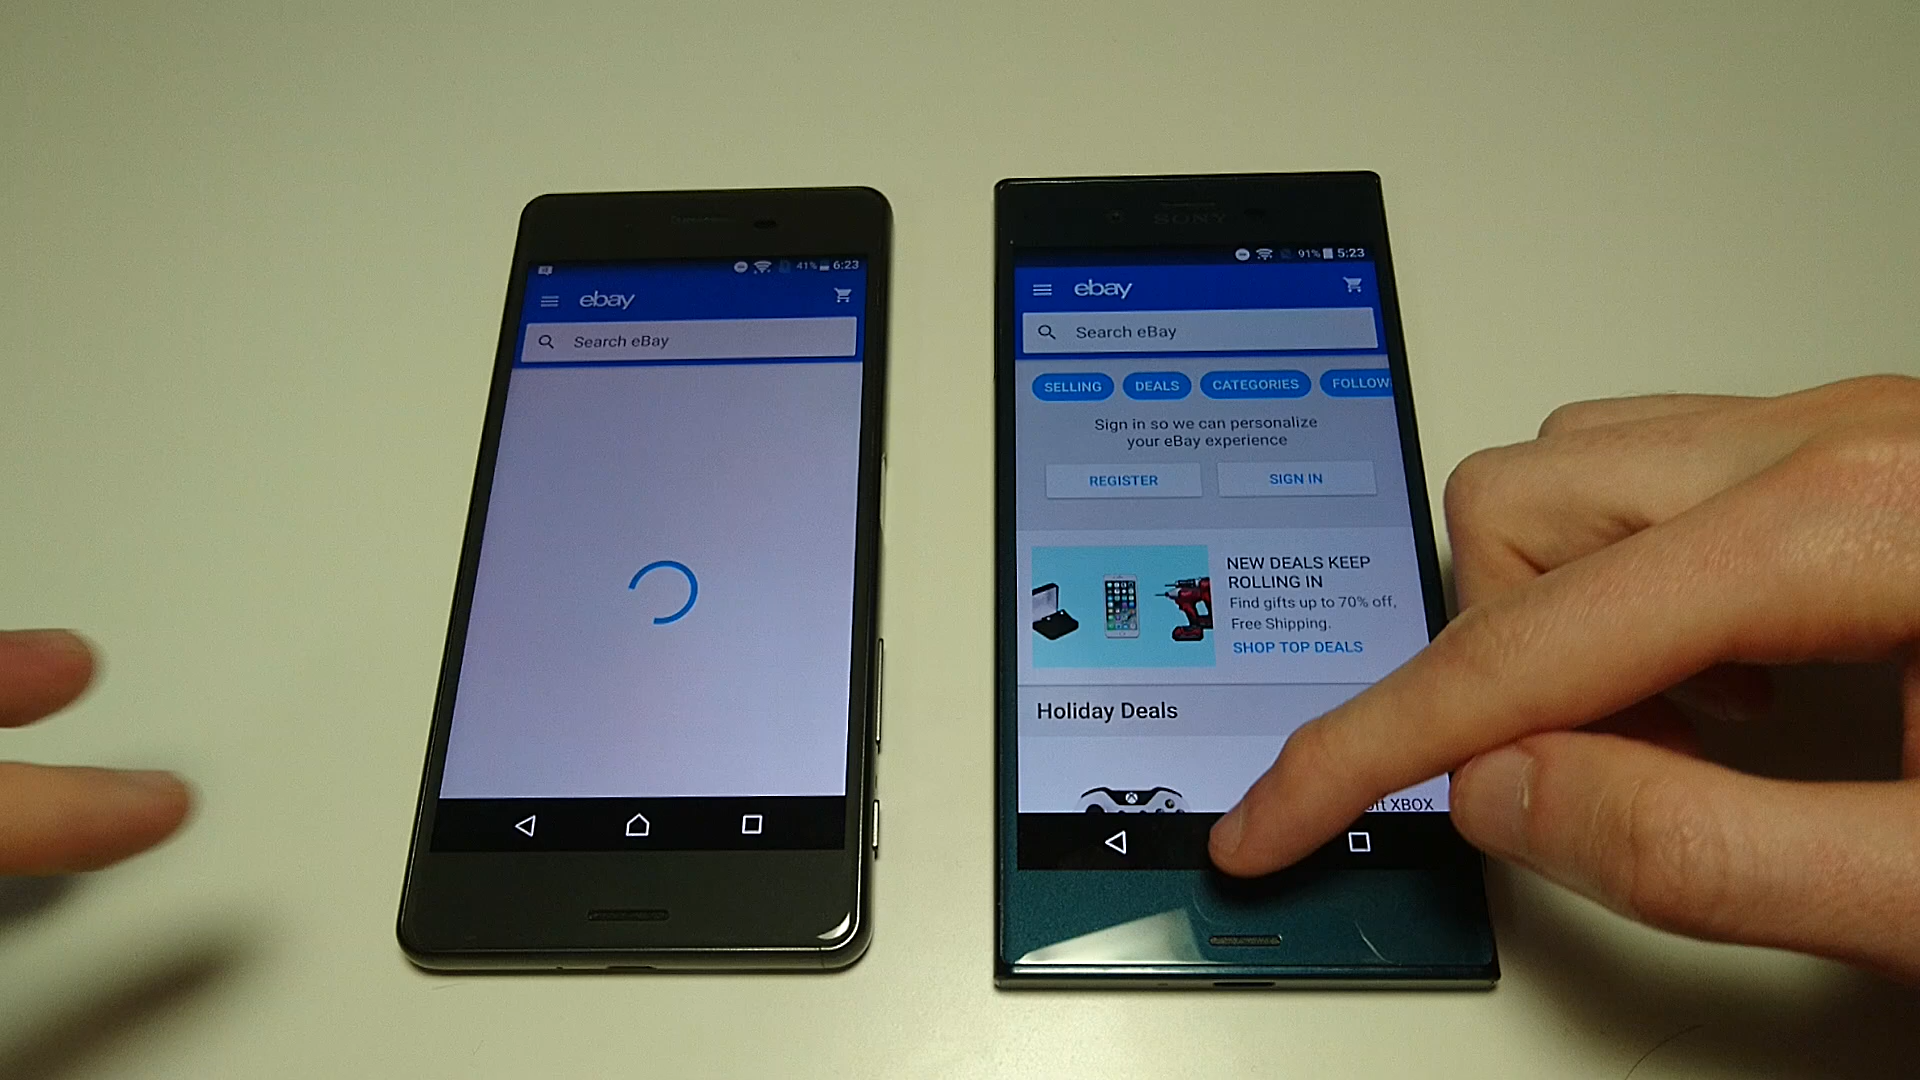 41% 6:23
ebay
Search eBay
SONY
91% 5:23
ebay
Search eBay
SELLING DEALS CATEGORIES FOLLOW
Sign in so we can personalize
your eBay experience
REGISTER SIGN IN
NEW DEALS KEEP
ROLLING IN
Find gifts up to 70% off,
Free Shipping.
SHOP TOP DEALS
Holiday Deals
XBOX